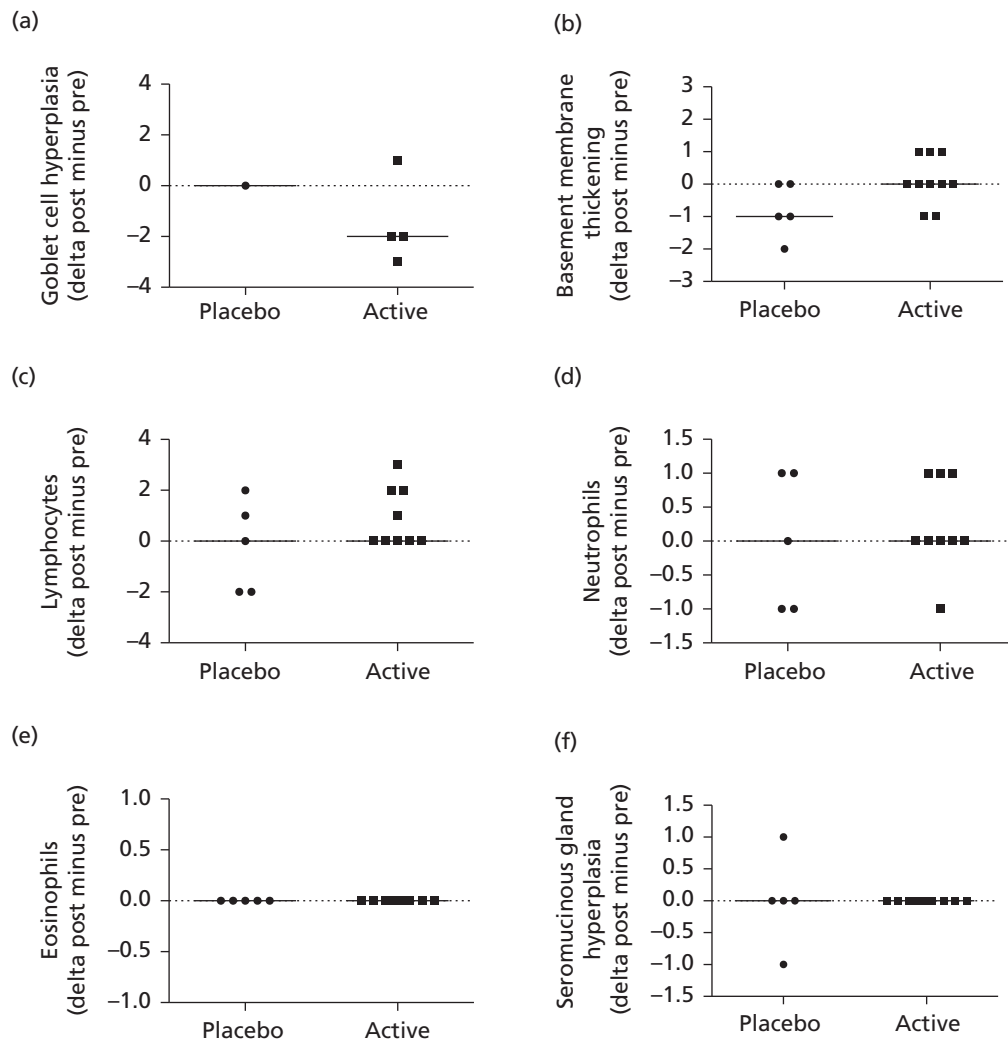 (a)
Goblet cell hyperplasia
(delta post minus pre)
4
2
0
–2
–4
Placebo
Active
(b)
Basement membrane
thickening
(delta post minus pre)
3
2
1
0
–1
–2
–3
Placebo
Active
(c)
Lymphocytes
(delta post minus pre)
4
2
0
–2
–4
Placebo
Active
(d)
Neutrophils
(delta post minus pre)
1.5
1.0
0.5
0.0
–0.5
–1.0
–1.5
Placebo
Active
(e)
Eosinophils
(delta post minus pre)
1.0
0.5
0.0
–0.5
–1.0
Placebo
Active
(f)
Seromucinous gland
hyperplasia
(delta post minus pre)
1.5
1.0
0.5
0.0
–0.5
–1.0
–1.5
Placebo
Active